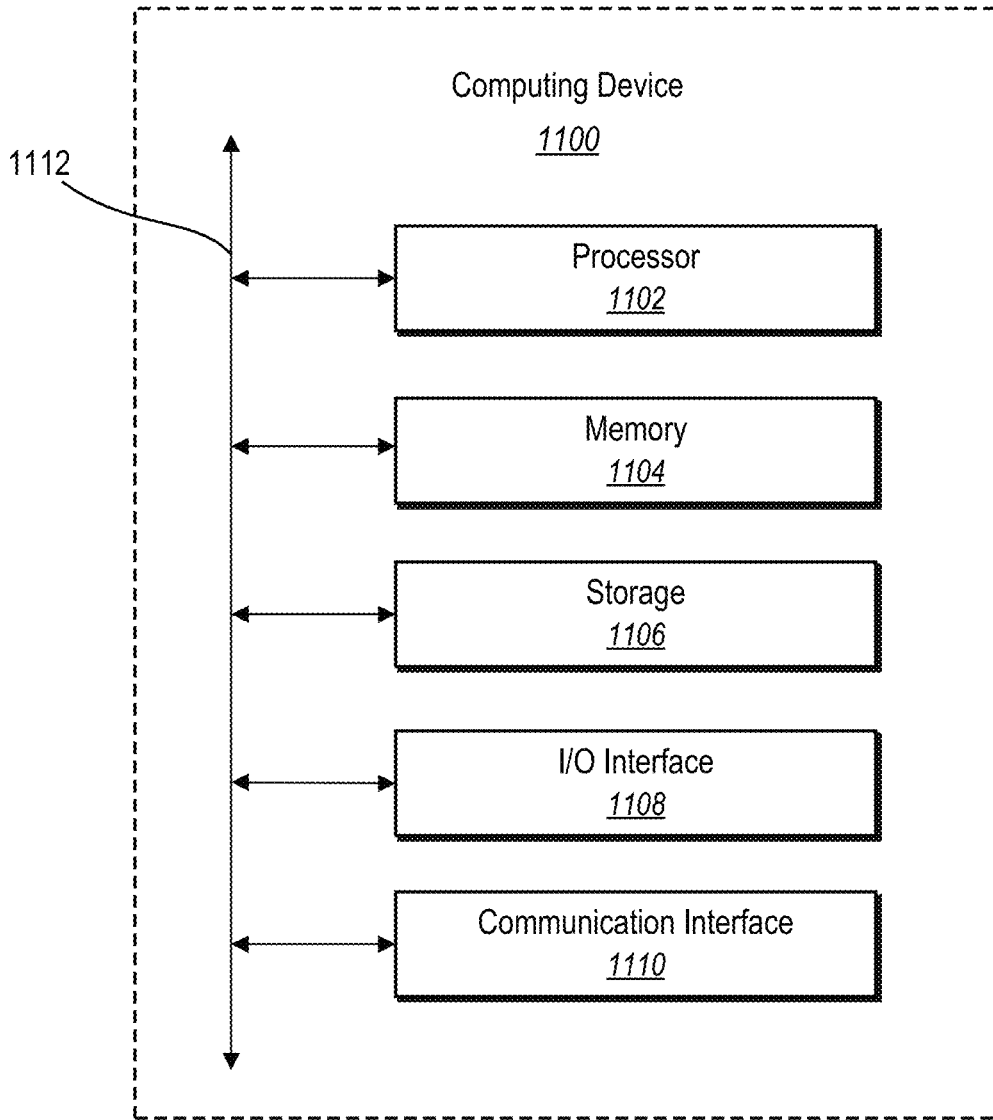 Computing Device
1100
1112
Processor
1102
Memory
1104
Storage
1106
I/O Interface
1108
Communication Interface
1110